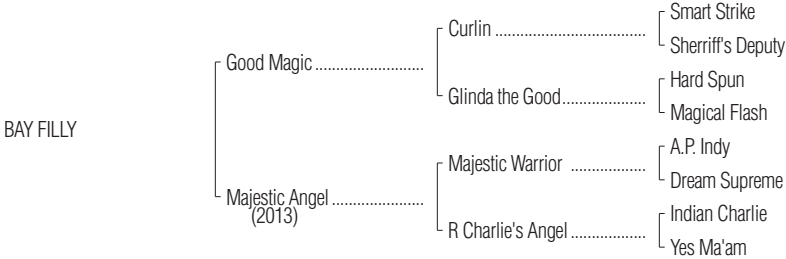 Smart Strike
Curlin ....................................
Sherriff's Deputy
Good Magic ..........................
Hard Spun
Glinda the Good....................
Magical Flash
BAY FILLY
A.P. Indy
Majestic Warrior ..................
Dream Supreme
Majestic Angel ......................
(2013)
Indian Charlie
R Charlie's Angel ..................
Yes Ma'am